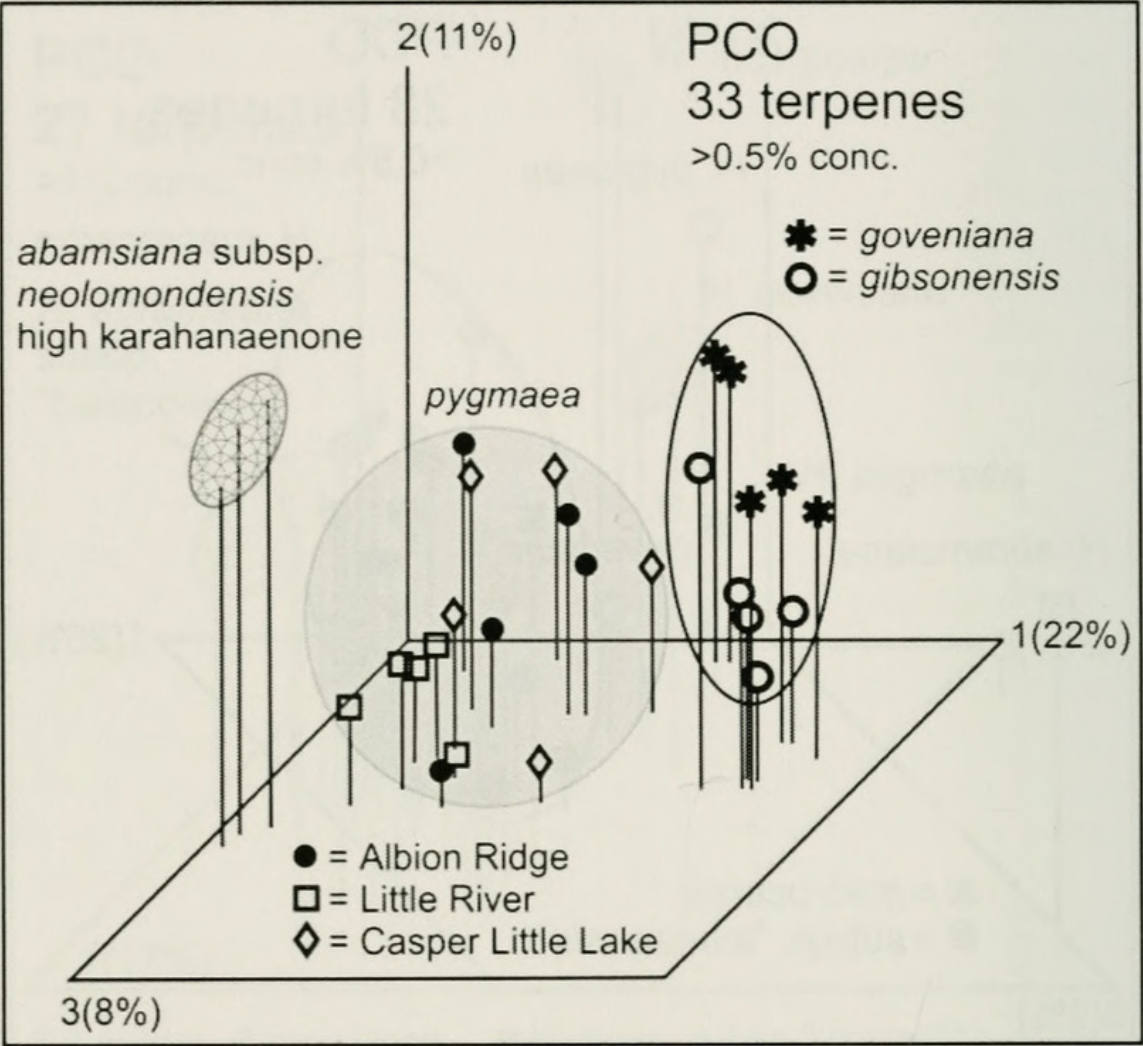 2(11%)
PCO
33 terpenes
>0.5% conc.
✱ = goveniana
O = gibsonensis
abamsiana subsp.
neolomondensis
high karahanaenone
pygmaea
1(22%)
● = Albion Ridge
□ = Little River
◇ = Casper Little Lake
3(8%)